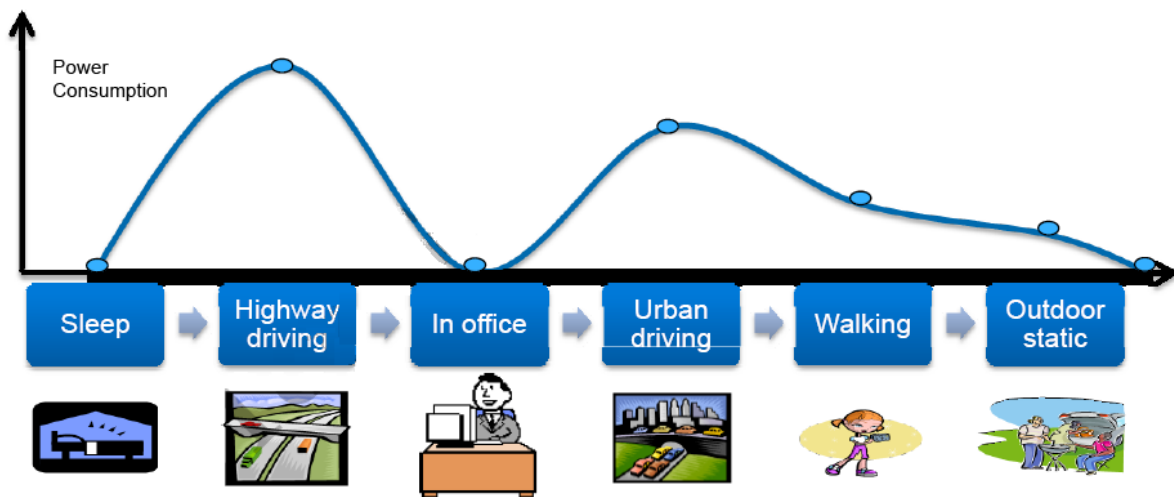 Power
Consumption
Sleep
Highway
driving
In office
Urban
driving
Walking
Outdoor
static